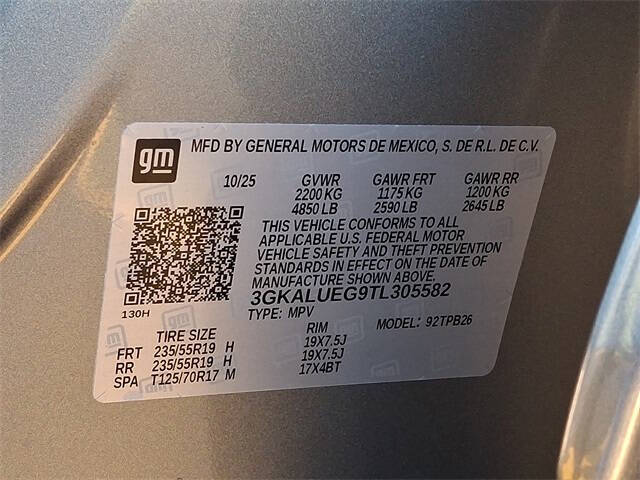 gm
MFD BY GENERAL MOTORS DE MEXICO, S. DE R.L. DE C.V.
10/25 GVWR GAWR FRT GAWR RR
2200 KG 1175 KG 1200 KG
4850 LB 2590 LB 2645 LB
THIS VEHICLE CONFORMS TO ALL
APPLICABLE U.S. FEDERAL MOTOR
VEHICLE SAFETY AND THEFT PREVENTION
STANDARDS IN EFFECT ON THE DATE OF
MANUFACTURE SHOWN ABOVE.
3GKALUEG9TL305582
130H
TYPE: MPV MODEL: 92TPB26
TIRE SIZE RIM
FRT 235/55R19 H 19X7.5J
RR 235/55R19 H 19X7.5J
SPA T125/70R17 M 17X4BT